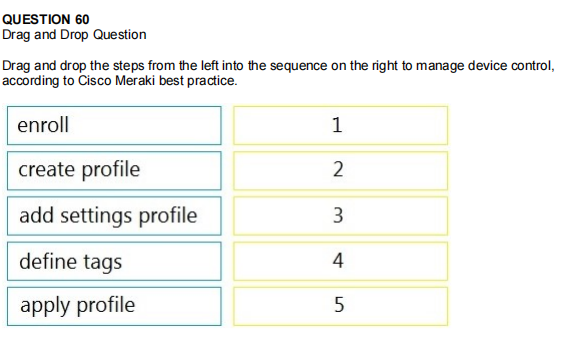 QUESTION 60
Drag and Drop Question
Drag and drop the steps from the left into the sequence on the right to manage device control,
according to Cisco Meraki best practice.
enroll 1
create profile 2
add settings profile 3
define tags 4
apply profile 5